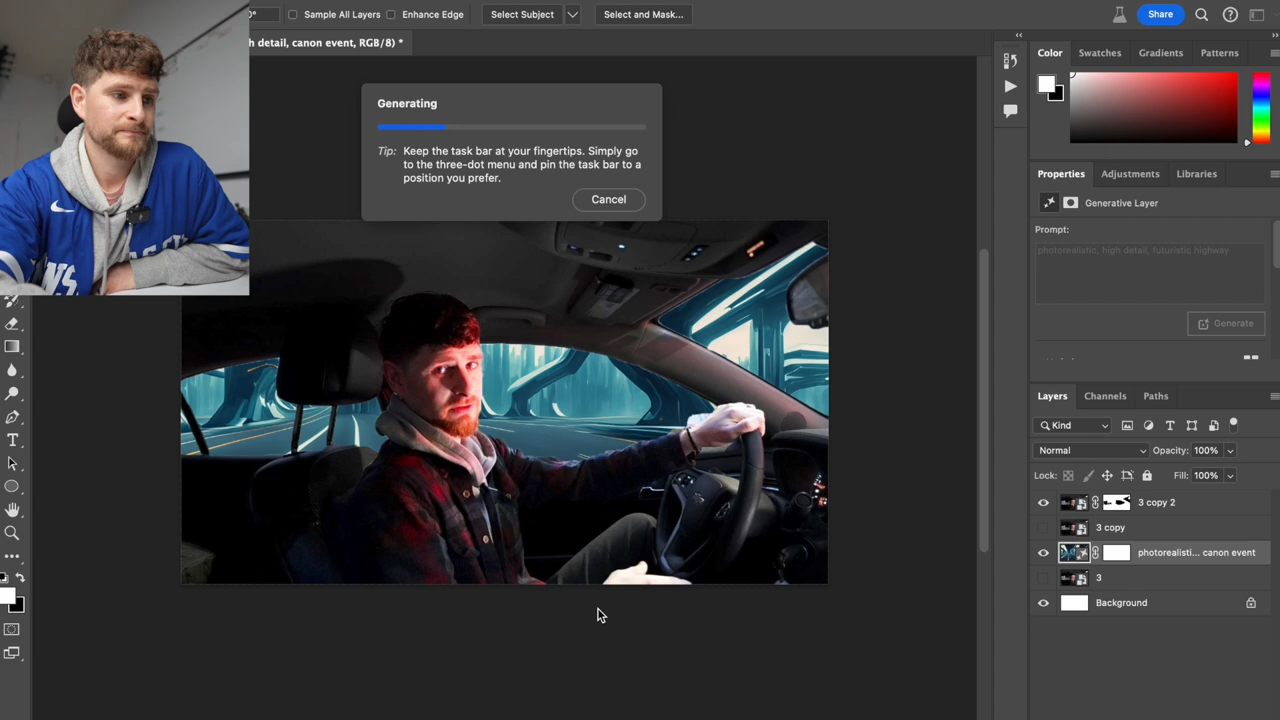 Sample All Layers
Enhance Edge
Select Subject
Select and Mask...
Share
h detail, canon event, RGB/8) *
Generating
Tip: Keep the task bar at your fingertips. Simply go
to the three-dot menu and pin the task bar to a
position you prefer.
Cancel
Color
Swatches
Gradients
Patterns
Properties
Adjustments
Libraries
Generative Layer
Prompt:
photorealistic, high detail, futuristic highway
Generate
Layers
Channels
Paths
Kind
Normal
Opacity: 100%
Lock:
Fill: 100%
3 copy 2
3 copy
photorealisti... canon event
3
Background